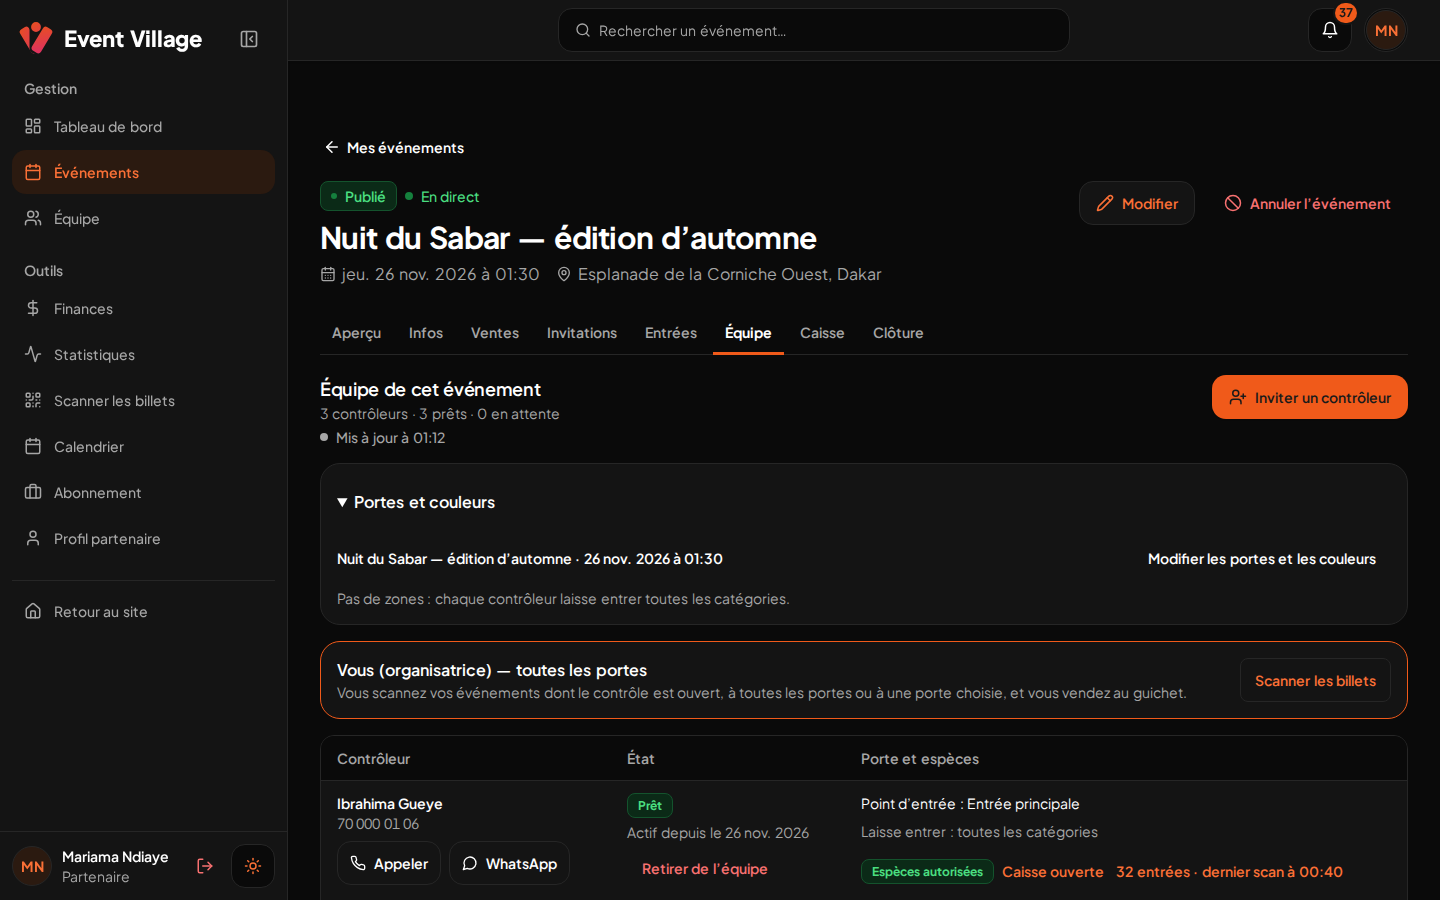 Event Village
Rechercher un événement...
37
MN
Gestion
Tableau de bord
Événements
Équipe
Outils
Finances
Statistiques
Scanner les billets
Calendrier
Abonnement
Profil partenaire
Retour au site
MN
Mariama Ndiaye
Partenaire
Mes événements
Publié
En direct
Modifier
Annuler l’événement
Nuit du Sabar — édition d’automne
jeu. 26 nov. 2026 à 01:30
Esplanade de la Corniche Ouest, Dakar
Aperçu
Infos
Ventes
Invitations
Entrées
Équipe
Caisse
Clôture
Équipe de cet événement
3 contrôleurs · 3 prêts · 0 en attente
Mis à jour à 01:12
Inviter un contrôleur
▼ Portes et couleurs
Nuit du Sabar — édition d’automne · 26 nov. 2026 à 01:30
Modifier les portes et les couleurs
Pas de zones : chaque contrôleur laisse entrer toutes les catégories.
Vous (organisatrice) — toutes les portes
Vous scannez vos événements dont le contrôle est ouvert, à toutes les portes ou à une porte choisie, et vous vendez au guichet.
Scanner les billets
Contrôleur
État
Porte et espèces
Ibrahima Gueye
70 000 01 06
Appeler
WhatsApp
Prêt
Actif depuis le 26 nov. 2026
Retirer de l’équipe
Point d’entrée : Entrée principale
Laisse entrer : toutes les catégories
Espèces autorisées
Caisse ouverte
32 entrées · dernier scan à 00:40